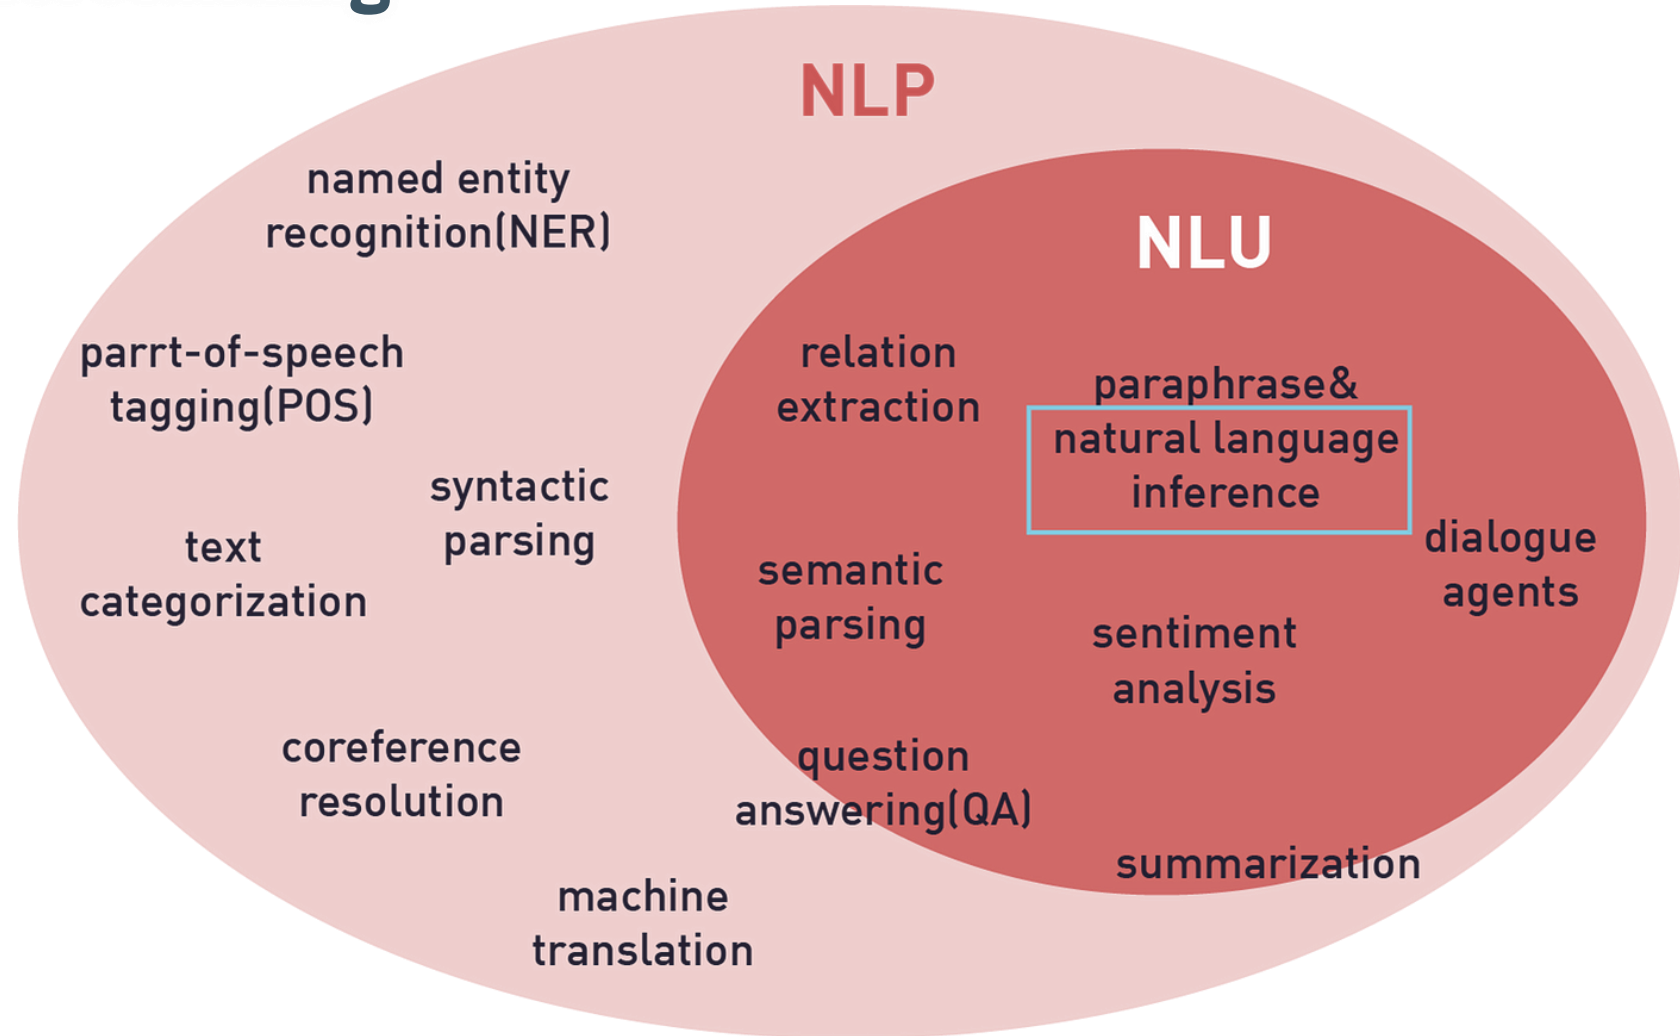 NLP
named entity
recognition(NER)
NLU
parrt-of-speech
tagging(POS)
relation
extraction
paraphrase&
natural language
inference
syntactic
parsing
text
categorization
semantic
parsing
dialogue
agents
sentiment
analysis
coreference
resolution
question
answering(QA)
summarization
machine
translation